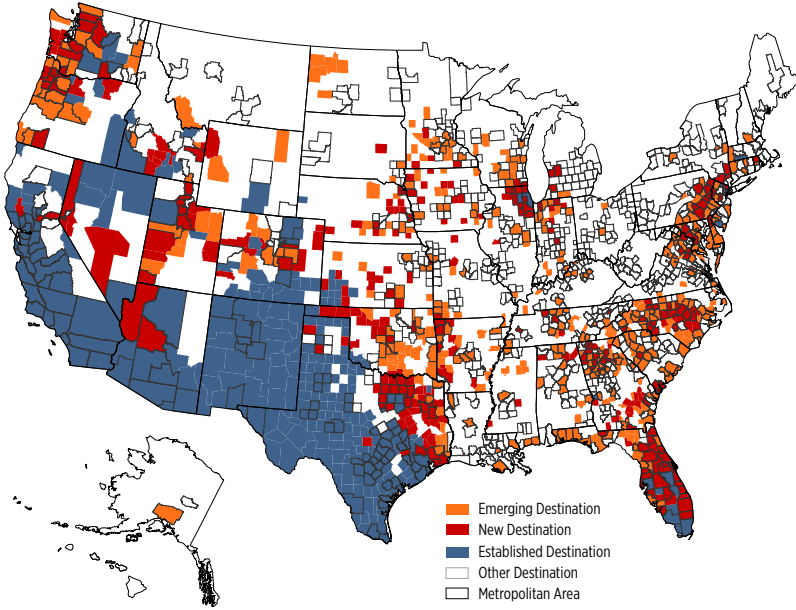 Emerging Destination
New Destination
Established Destination
Other Destination
Metropolitan Area